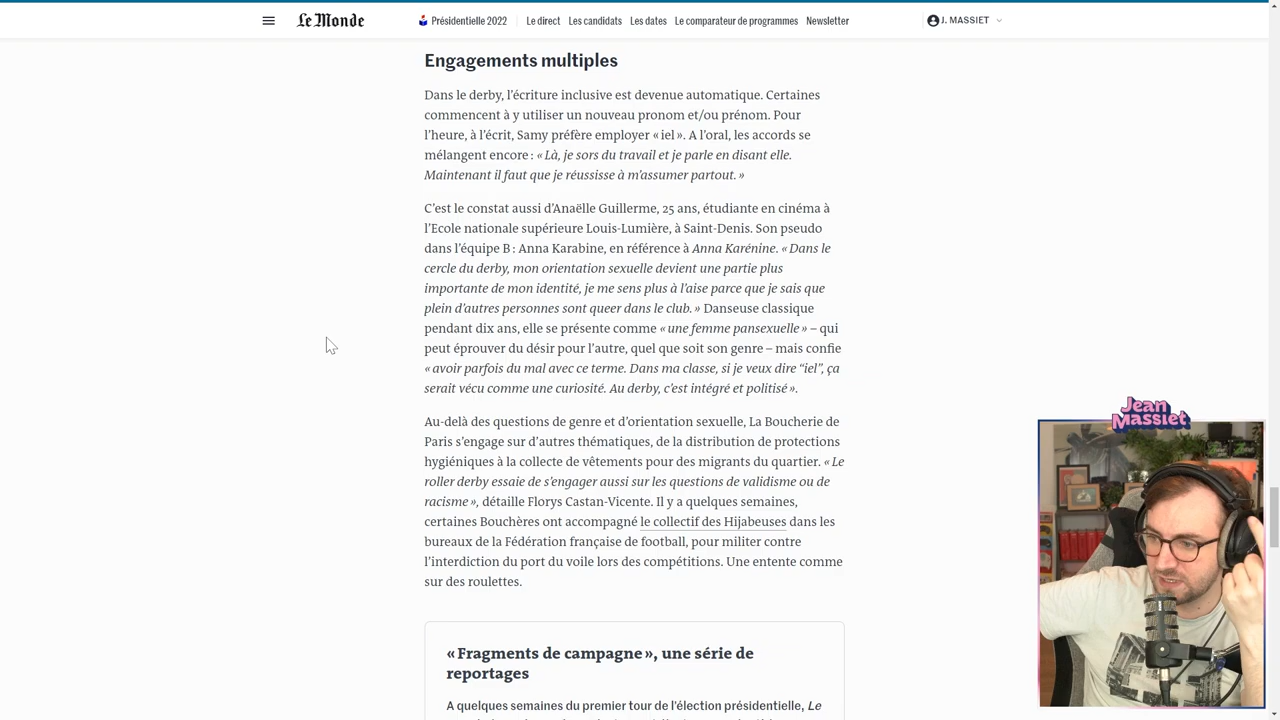 Le Monde
Présidentielle 2022
Le direct
Les candidats
Les dates
Le comparateur de programmes
Newsletter
J. MASSIET
Engagements multiples
Dans le derby, l’écriture inclusive est devenue automatique. Certaines
commencent à y utiliser un nouveau pronom et/ou prénom. Pour
l’heure, à l’écrit, Samy préfère employer « iel ». A l’oral, les accords se
mélangent encore : « Là, je sors du travail et je parle en disant elle.
Maintenant il faut que je réussisse à m’assumer partout. »
C’est le constat aussi d’Anaëlle Guillerme, 25 ans, étudiante en cinéma à
l’Ecole nationale supérieure Louis-Lumière, à Saint-Denis. Son pseudo
dans l’équipe B : Anna Karabine, en référence à Anna Karénine. « Dans le
cercle du derby, mon orientation sexuelle devient une partie plus
importante de mon identité, je me sens plus à l’aise parce que je sais que
plein d’autres personnes sont queer dans le club. » Danseuse classique
pendant dix ans, elle se présente comme « une femme pansexuelle » – qui
peut éprouver du désir pour l’autre, quel que soit son genre – mais confie
« avoir parfois du mal avec ce terme. Dans ma classe, si je veux dire “iel”, ça
serait vécu comme une curiosité. Au derby, c’est intégré et politisé ».
Au-delà des questions de genre et d’orientation sexuelle, La Boucherie de
Paris s’engage sur d’autres thématiques, de la distribution de protections
hygiéniques à la collecte de vêtements pour des migrants du quartier. « Le
roller derby essaie de s’engager aussi sur les questions de validisme ou de
racisme », détaille Florys Castan-Vicente. Il y a quelques semaines,
certaines Bouchères ont accompagné le collectif des Hijabeuses dans les
bureaux de la Fédération française de football, pour militer contre
l’interdiction du port du voile lors des compétitions. Une entente comme
sur des roulettes.
« Fragments de campagne », une série de
reportages
A quelques semaines du premier tour de l’élection présidentielle, Le
Jean
Massiet